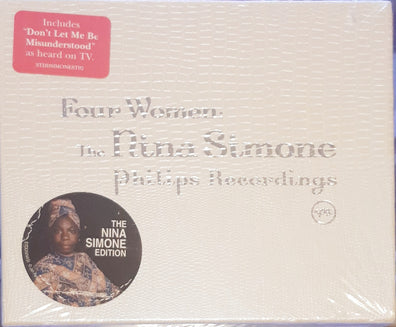 Includes
"Don't Let Me Be
Misunderstood"
as heard on TV.
Four Women:
The Nina Simone
Philips Recordings
THE
NINA
SIMONE
EDITION